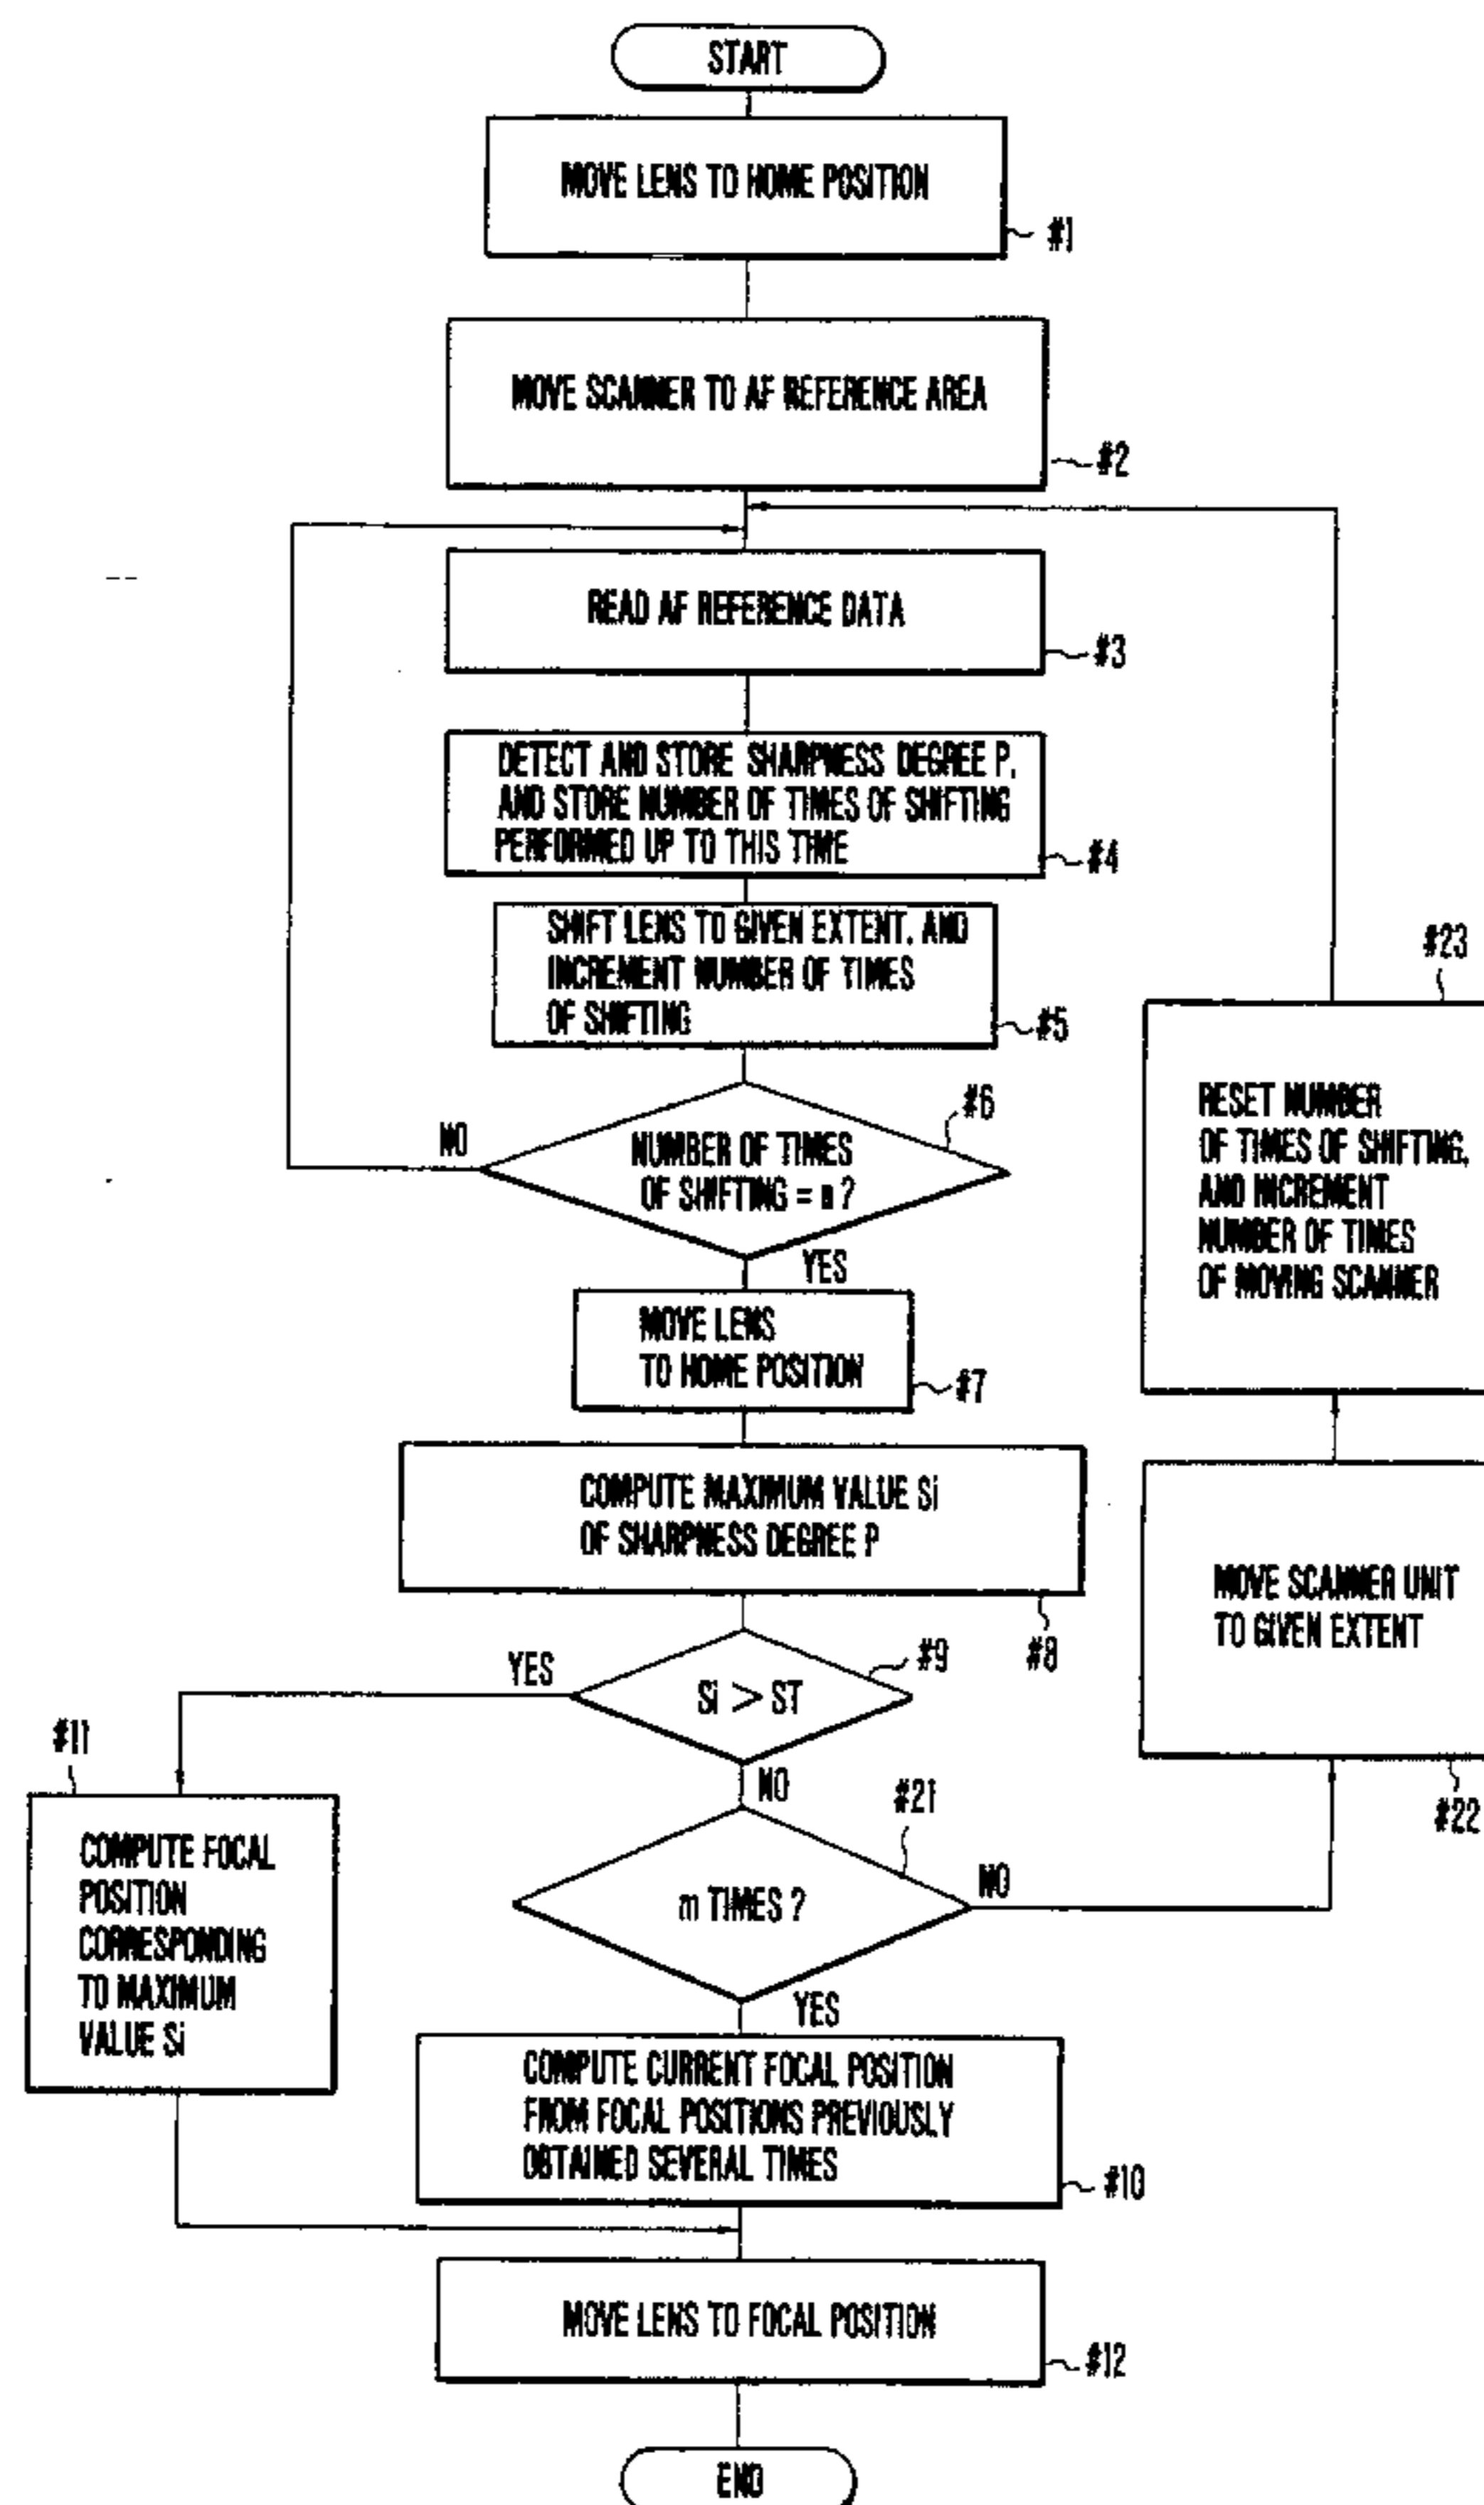 START
MOVE LENS TO HOME POSITION
#1
MOVE SCANNER TO AF REFERENCE AREA
#2
READ AF REFERENCE DATA
#3
DETECT AND STORE SHARPNESS DEGREE P,
AND STORE NUMBER OF TIMES OF SHIFTING
PERFORMED UP TO THIS TIME
#4
SHIFT LENS TO GIVEN EXTENT, AND
INCREMENT NUMBER OF TIMES
OF SHIFTING
#5
#6
NO
NUMBER OF TIMES
OF SHIFTING = n ?
YES
MOVE LENS
TO HOME POSITION
#7
COMPUTE MAXIMUM VALUE Si
OF SHARPNESS DEGREE P
#8
#9
YES
Si > ST
NO
#11
COMPUTE FOCAL
POSITION
CORRESPONDING
TO MAXIMUM
VALUE Si
#21
m TIMES ?
NO
YES
#22
MOVE SCANNER UNIT
TO GIVEN EXTENT
#23
RESET NUMBER
OF TIMES OF SHIFTING,
AND INCREMENT
NUMBER OF TIMES
OF MOVING SCANNER
COMPUTE CURRENT FOCAL POSITION
FROM FOCAL POSITIONS PREVIOUSLY
OBTAINED SEVERAL TIMES
#10
MOVE LENS TO FOCAL POSITION
#12
END